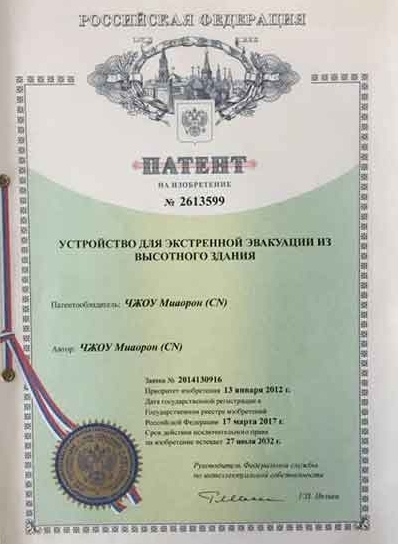 РОССИЙСКАЯ ФЕДЕРАЦИЯ
ПАТЕНТ
НА ИЗОБРЕТЕНИЕ
№ 2613599
УСТРОЙСТВО ДЛЯ ЭКСТРЕННОЙ ЭВАКУАЦИИ ИЗ
ВЫСОТНОГО ЗДАНИЯ
Патентообладатель: ЧЖОУ Миаорон (CN)
Автор: ЧЖОУ Миаорон (CN)
Заявка № 2014130916
Приоритет изобретения 13 января 2012 г.
Дата государственной регистрации в
Государственном реестре изобретений
Российской Федерации 17 марта 2017 г.
Срок действия исключительного права
на изобретение истекает 27 июля 2032 г.
Руководитель Федеральной службы
по интеллектуальной собственности
Г.П. Ивлиев